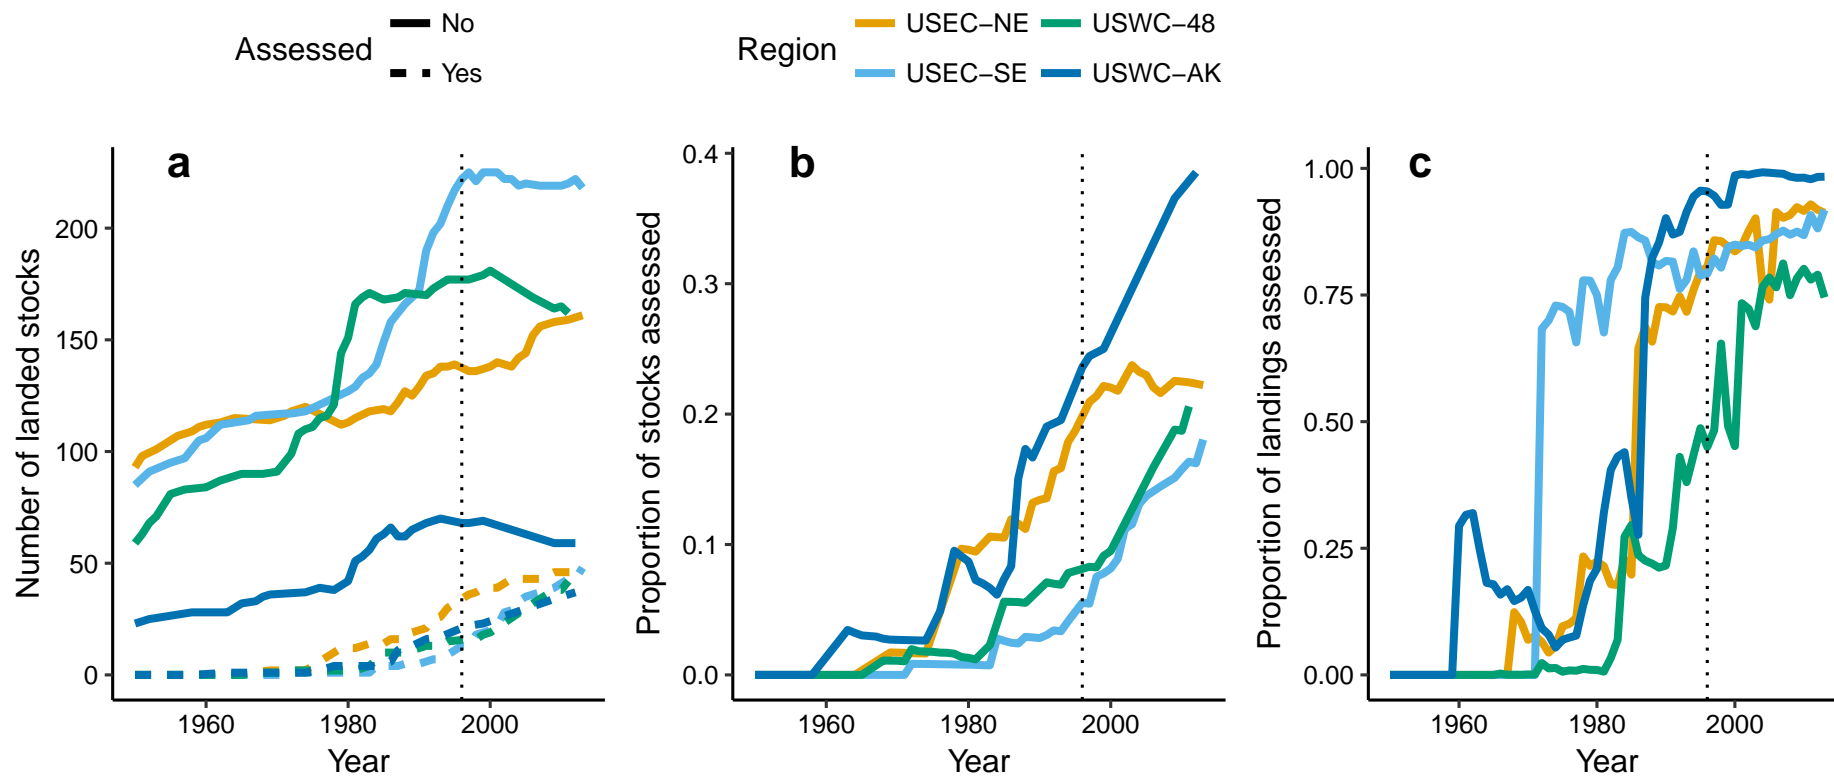 Assessed
No
Yes
Region
USEC−NE
USWC−48
USEC−SE
USWC−AK
a
Number of landed stocks
200
150
100
50
0
1960
1980
2000
Year
b
Proportion of stocks assessed
0.4
0.3
0.2
0.1
0.0
1960
1980
2000
Year
c
Proportion of landings assessed
1.00
0.75
0.50
0.25
0.00
1960
1980
2000
Year